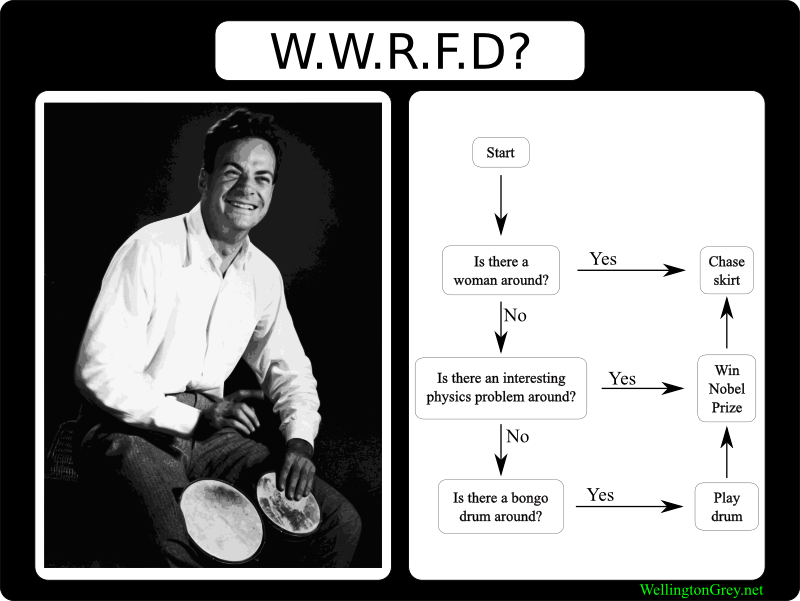 W.W.R.F.D?
Start
Is there a
woman around?
Yes
Chase
skirt
No
Is there an interesting
physics problem around?
Yes
Win
Nobel
Prize
No
Is there a bongo
drum around?
Yes
Play
drum
WellingtonGrey.net